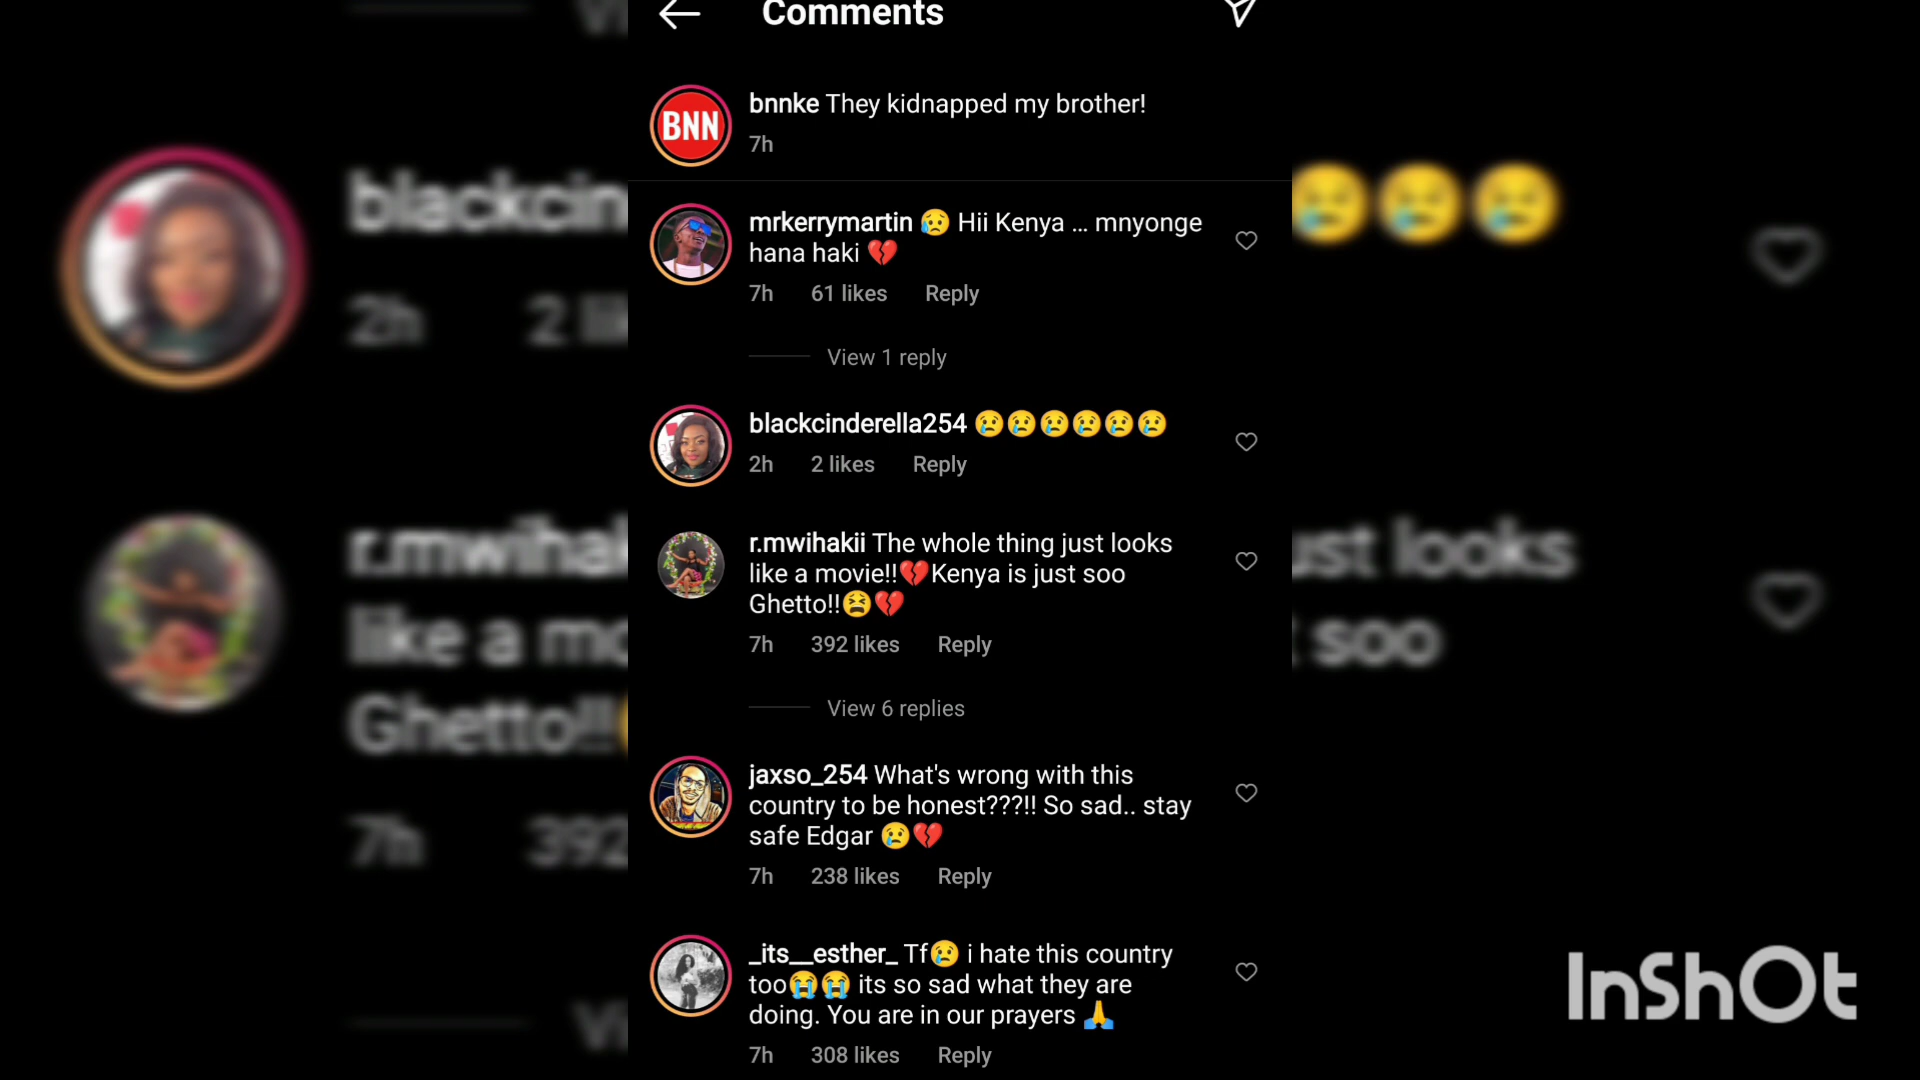 Comments
BNN
bnnke They kidnapped my brother!
7h
mrkerrymartin 😥 Hii Kenya ... mnyonge
hana haki 💔
7h 61 likes Reply
View 1 reply
blackcinderella254 😢😢😢😢😢😢
2h 2 likes Reply
r.mwihakii The whole thing just looks
like a movie!!💔Kenya is just soo
Ghetto!!😫💔
7h 392 likes Reply
View 6 replies
jaxso_254 What's wrong with this
country to be honest???!! So sad.. stay
safe Edgar 😢💔
7h 238 likes Reply
_its__esther_ Tf😢 i hate this country
too😭😭 its so sad what they are
doing. You are in our prayers 🙏
7h 308 likes Reply
blackcin
2h 2 lik
r.mwihak
like a mo
Ghetto!!
7h 392
ust looks
soo
InShOt